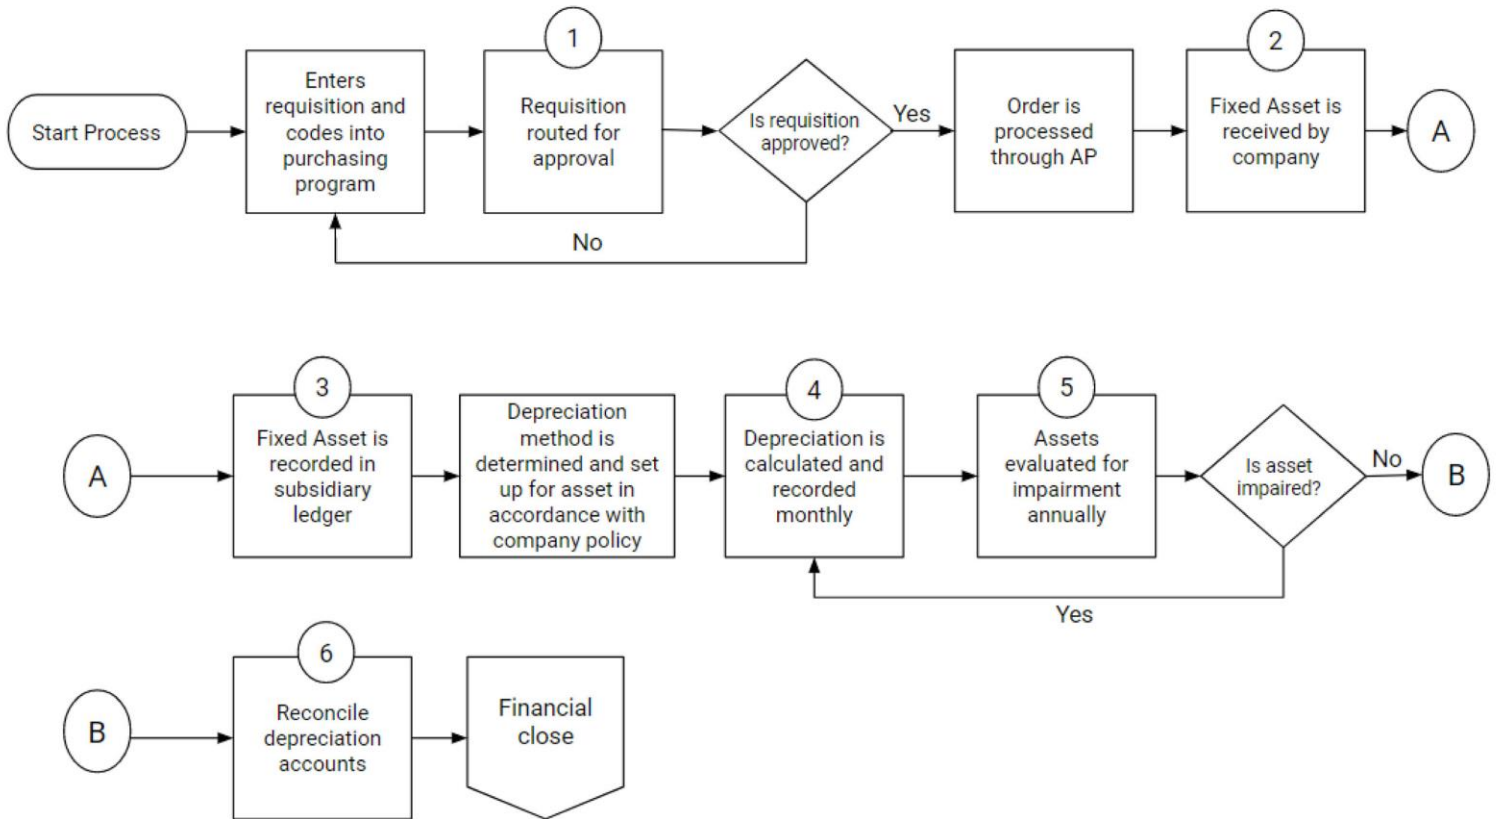 1
2
Start Process
Enters
requisition and
codes into
purchasing
program
Requisition
routed for
approval
Is requisition
approved?
Yes
Order is
processed
through AP
Fixed Asset is
received by
company
A
No
3
4
5
A
Fixed Asset is
recorded in
subsidiary
ledger
Depreciation
method is
determined and set
up for asset in
accordance with
company policy
Depreciation is
calculated and
recorded
monthly
Assets
evaluated for
impairment
annually
Is asset
impaired?
No
B
Yes
6
B
Reconcile
depreciation
accounts
Financial
close